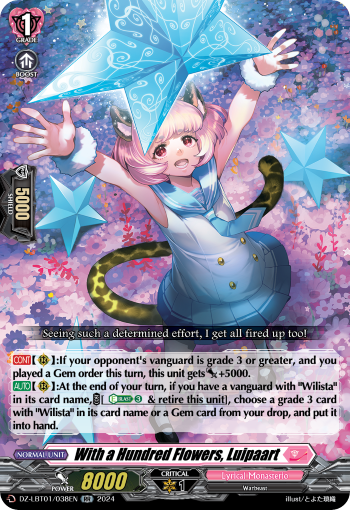 1
GRADE
BOOST
5000
SHIELD
Seeing such a determined effort, I get all fired up too!
CONT【 】:If your opponent's vanguard is grade 3 or greater, and you
played a Gem order this turn, this unit gets +5000.
AUTO【 】:At the end of your turn, if you have a vanguard with "Wilista"
in its card name, [ 3 & retire this unit], choose a grade 3 card
with "Wilista" in its card name or a Gem card from your drop, and put it
into hand.
NORMAL UNIT With a Hundred Flowers, Luipaart
POWER 8000 CRITICAL 1 Lyrical Monasterio
Warbeast
D DZ-LBT01/038EN RR 2024 illust/とよた瑣織